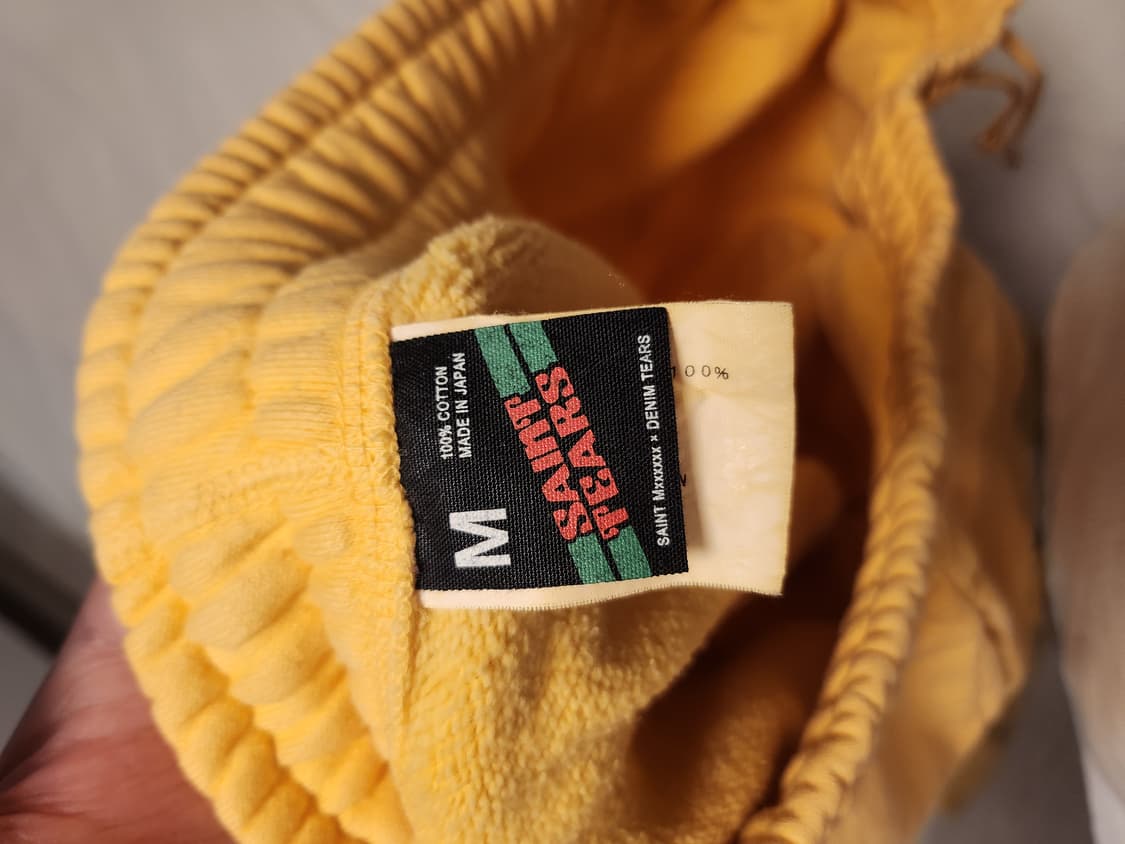 100% COTTON
MADE IN JAPAN
M
SAINT
TEARS
SAINT Mxxxxxx × DENIM TEARS
100%